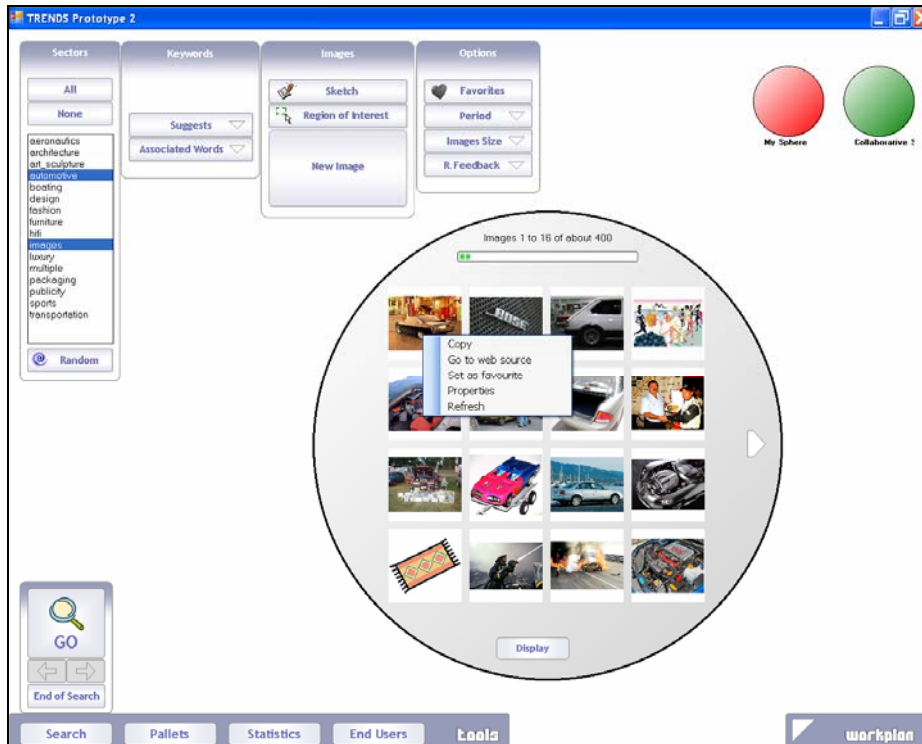 TRENDS Prototype 2
Sectors
All
None
aeronautics
architecture
art_sculpture
automotive
boating
design
fashion
furniture
hifi
images
luxury
multiple
packaging
publicity
sports
transportation
Random
Keywords
Suggests
Associated Words
Images
Sketch
Region of Interest
New Image
Options
Favorites
Period
Images Size
R. Feedback
My Sphere
Collaborative S
Images 1 to 16 of about 400
BOSE
Copy
Go to web source
Set as favourite
Properties
Refresh
Display
GO
End of Search
Search
Pallets
Statistics
End Users
tools
workplan